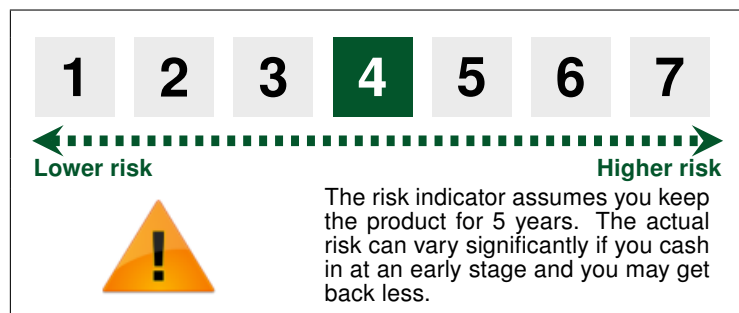 1 2 3 4 5 6 7
Lower risk Higher risk
!
The risk indicator assumes you keep
the product for 5 years. The actual
risk can vary significantly if you cash
in at an early stage and you may get
back less.